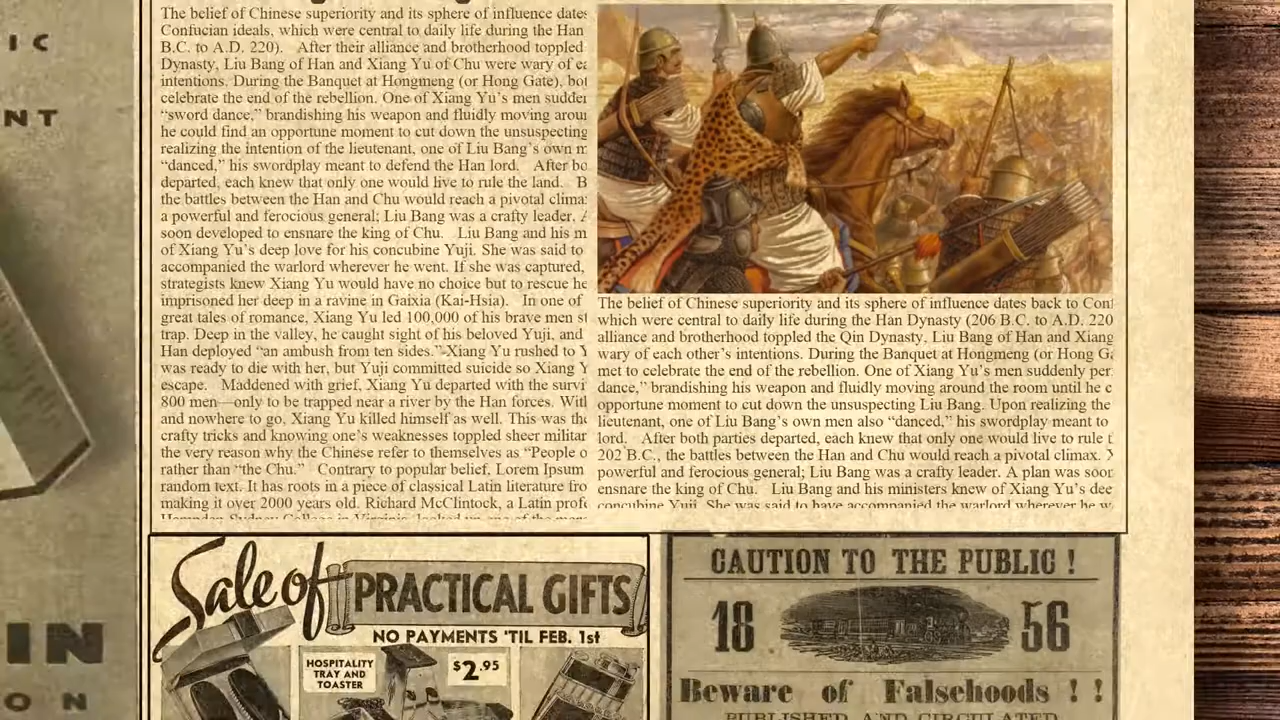 IC
NT
IN
ON
The belief of Chinese superiority and its sphere of influence dates
Confucian ideals, which were central to daily life during the Han
B.C. to A.D. 220). After their alliance and brotherhood toppled
Dynasty, Liu Bang of Han and Xiang Yu of Chu were wary of ea
intentions. During the Banquet at Hongmeng (or Hong Gate), bot
celebrate the end of the rebellion. One of Xiang Yu's men sudden
“sword dance,” brandishing his weapon and fluidly moving arou
he could find an opportune moment to cut down the unsuspecting
realizing the intention of the lieutenant, one of Liu Bang's own m
“danced,” his swordplay meant to defend the Han lord. After bo
departed, each knew that only one would live to rule the land. B
the battles between the Han and Chu would reach a pivotal clima
a powerful and ferocious general; Liu Bang was a crafty leader. A
soon developed to ensnare the king of Chu. Liu Bang and his m
of Xiang Yu's deep love for his concubine Yuji. She was said to
accompanied the warlord wherever he went. If she was captured,
strategists knew Xiang Yu would have no choice but to rescue he
imprisoned her deep in a ravine in Gaixia (Kai-Hsia). In one of
great tales of romance, Xiang Yu led 100,000 of his brave men st
trap. Deep in the valley, he caught sight of his beloved Yuji, and
Han deployed “an ambush from ten sides.” Xiang Yu rushed to Y
was ready to die with her, but Yuji committed suicide so Xiang Y
escape. Maddened with grief, Xiang Yu departed with the survi
800 men—only to be trapped near a river by the Han forces. With
and nowhere to go, Xiang Yu killed himself as well. This was the
crafty tricks and knowing one's weaknesses toppled sheer militar
the very reason why the Chinese refer to themselves as “People o
rather than “the Chu.” Contrary to popular belief, Lorem Ipsum
random text. It has roots in a piece of classical Latin literature fro
making it over 2000 years old. Richard McClintock, a Latin profe
Hampden-Sydney College in Virginia, looked up one of the more
The belief of Chinese superiority and its sphere of influence dates back to Conf
which were central to daily life during the Han Dynasty (206 B.C. to A.D. 220
alliance and brotherhood toppled the Qin Dynasty, Liu Bang of Han and Xiang
wary of each other's intentions. During the Banquet at Hongmeng (or Hong Ga
met to celebrate the end of the rebellion. One of Xiang Yu's men suddenly per
dance,” brandishing his weapon and fluidly moving around the room until he c
opportune moment to cut down the unsuspecting Liu Bang. Upon realizing the
lieutenant, one of Liu Bang's own men also “danced,” his swordplay meant to
lord. After both parties departed, each knew that only one would live to rule t
202 B.C., the battles between the Han and Chu would reach a pivotal climax. X
powerful and ferocious general; Liu Bang was a crafty leader. A plan was soon
ensnare the king of Chu. Liu Bang and his ministers knew of Xiang Yu's dee
concubine Yuji. She was said to have accompanied the warlord wherever he w
Sale of PRACTICAL GIFTS
NO PAYMENTS 'TIL FEB. 1st
HOSPITALITY
TRAY AND
TOASTER
$2.95
CAUTION TO THE PUBLIC !
18 56
Beware of Falsehoods ! !
PUBLISHED AND CIRCULATED